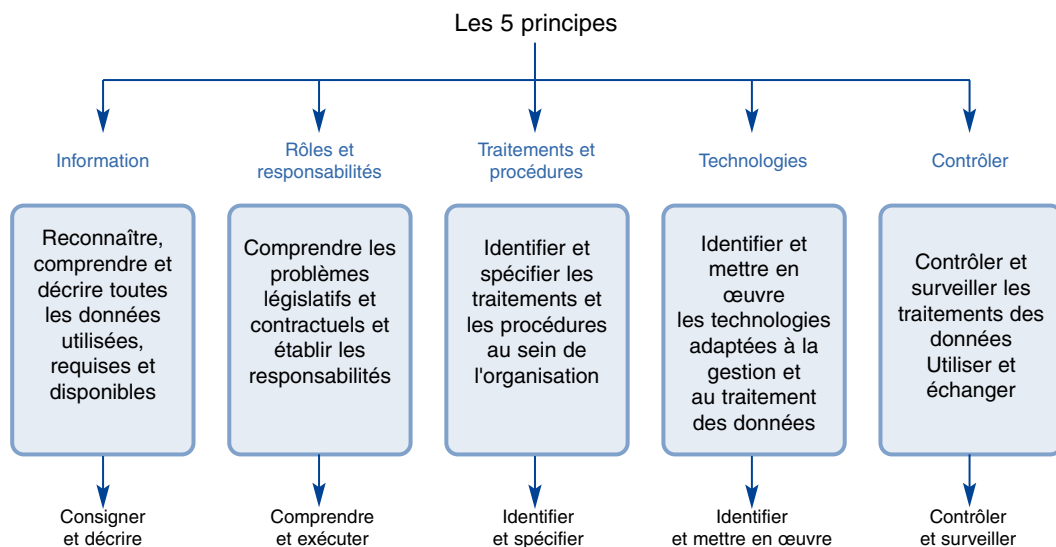 Les 5 principes
Information
Rôles et
responsabilités
Traitements et
procédures
Technologies
Contrôler
Reconnaître,
comprendre et
décrire toutes
les données
utilisées,
requises et
disponibles
Comprendre les
problèmes
législatifs et
contractuels et
établir les
responsabilités
Identifier et
spécifier les
traitements et
les procédures
au sein de
l'organisation
Identifier et
mettre en
œuvre
les technologies
adaptées à la
gestion et
au traitement
des données
Contrôler et
surveiller les
traitements des
données
Utiliser et
échanger
Consigner
et décrire
Comprendre
et exécuter
Identifier
et spécifier
Identifier
et mettre en œuvre
Contrôler
et surveiller